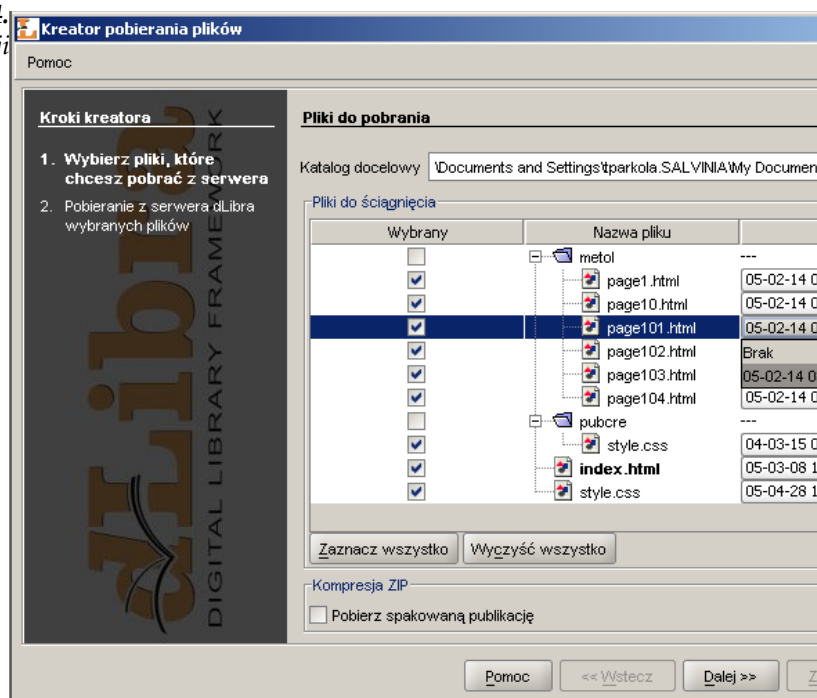 Kreator pobierania plików
Pomoc
Kroki kreatora
1. Wybierz pliki, które
chcesz pobrać z serwera
2. Pobieranie z serwera dLibra
wybranych plików
dLibra
DIGITAL LIBRARY FRAMEWORK
Pliki do pobrania
Katalog docelowy \Documents and Settings\tparkola.SALVINIA\My Documen
Pliki do ściągnięcia
Wybrany Nazwa pliku
metol ---
page1.html 05-02-14 0
page10.html 05-02-14 0
page101.html 05-02-14 0
page102.html Brak
page103.html 05-02-14 0
page104.html 05-02-14 0
pubcre ---
style.css 04-03-15 0
index.html 05-03-08 1
style.css 05-04-28 1
Zaznacz wszystko Wyczyść wszystko
Kompresja ZIP
Pobierz spakowaną publikację
Pomoc << Wstecz Dalej >> Z